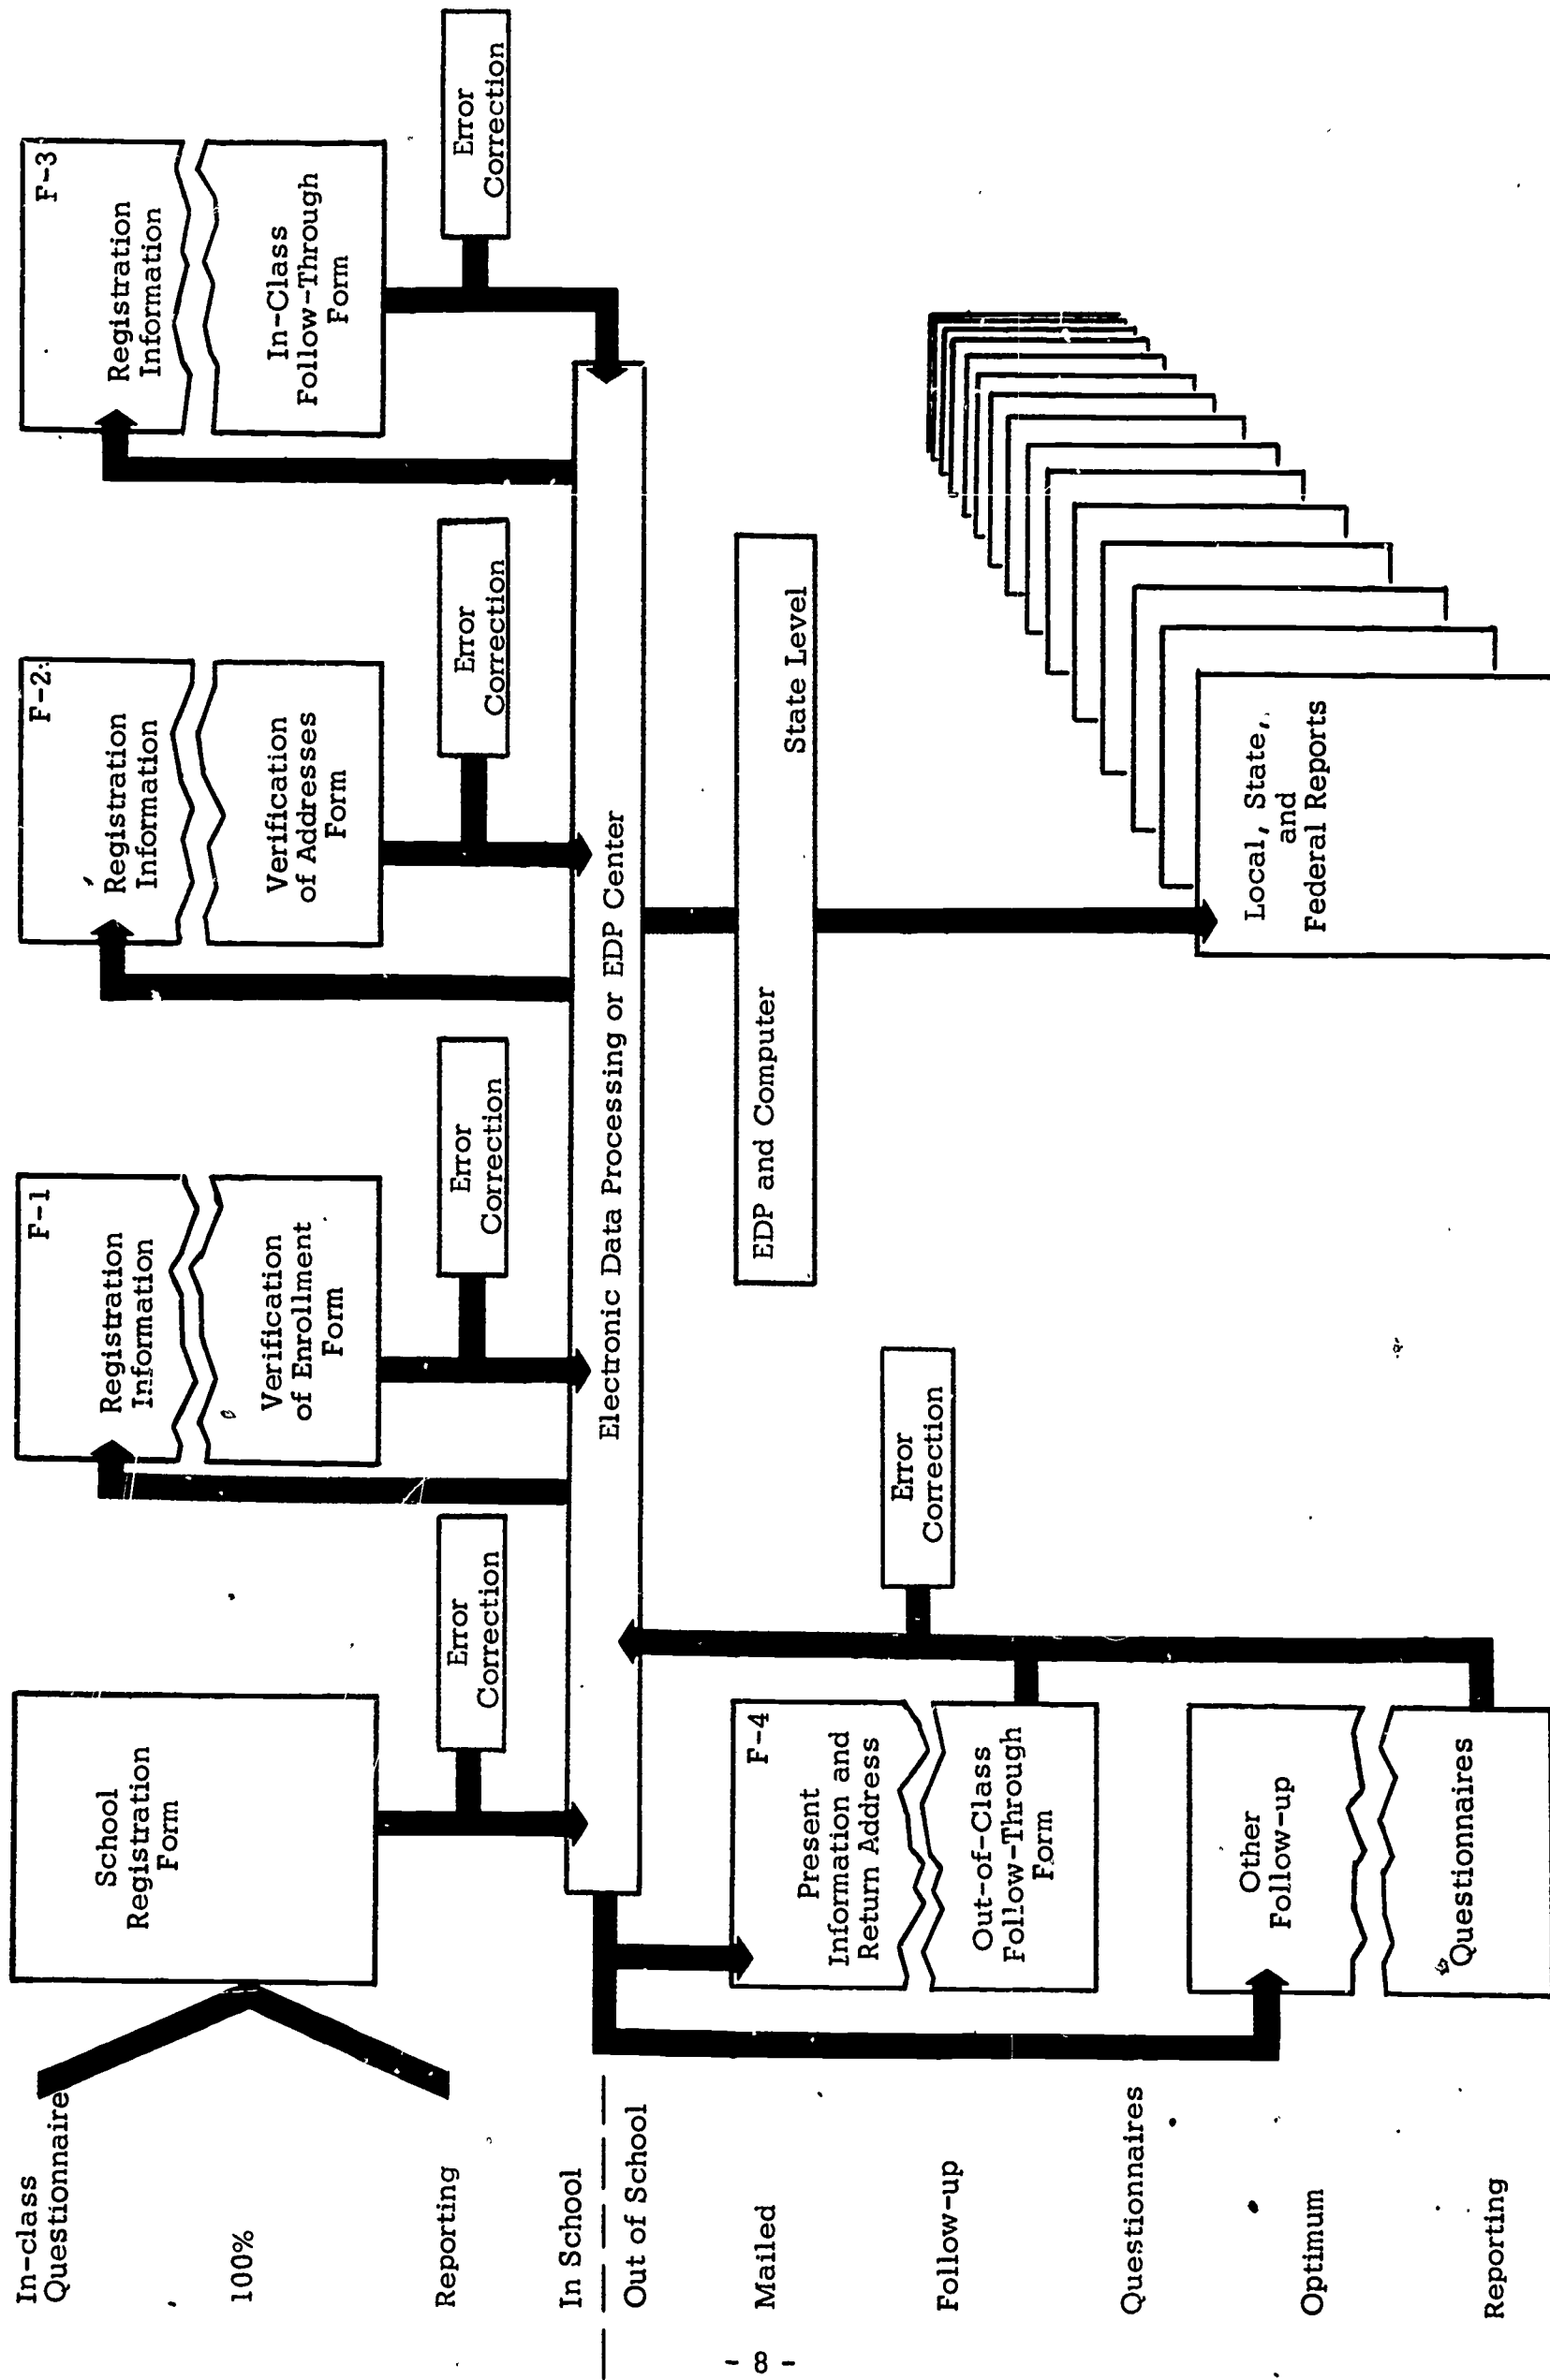 In-class
Questionnaire
100%
Reporting
In School
Out of School
Mailed
Follow-up
Questionnaires
Optimum
Reporting
School
Registration
Form
Error
Correction
F-1
Registration
Information
Verification
of Enrollment
Form
Error
Correction
F-2
Registration
Information
Verification
of Addresses
Form
Error
Correction
F-3
Registration
Information
In-Class
Follow-Through
Form
Error
Correction
Electronic Data Processing or EDP Center
F-4
Present
Information and
Return Address
Out-of-Class
Follow-Through
Form
Error
Correction
Other
Follow-up
Questionnaires
EDP and Computer
State Level
Local, State,
and
Federal Reports
- 8 -